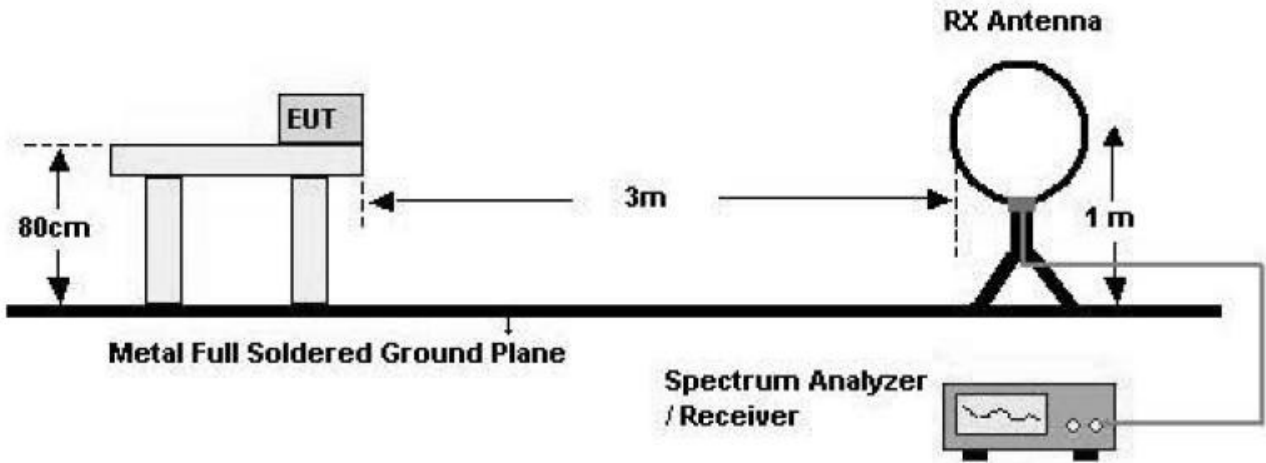 RX Antenna
EUT
80cm
3m
1 m
Metal Full Soldered Ground Plane
Spectrum Analyzer
/ Receiver